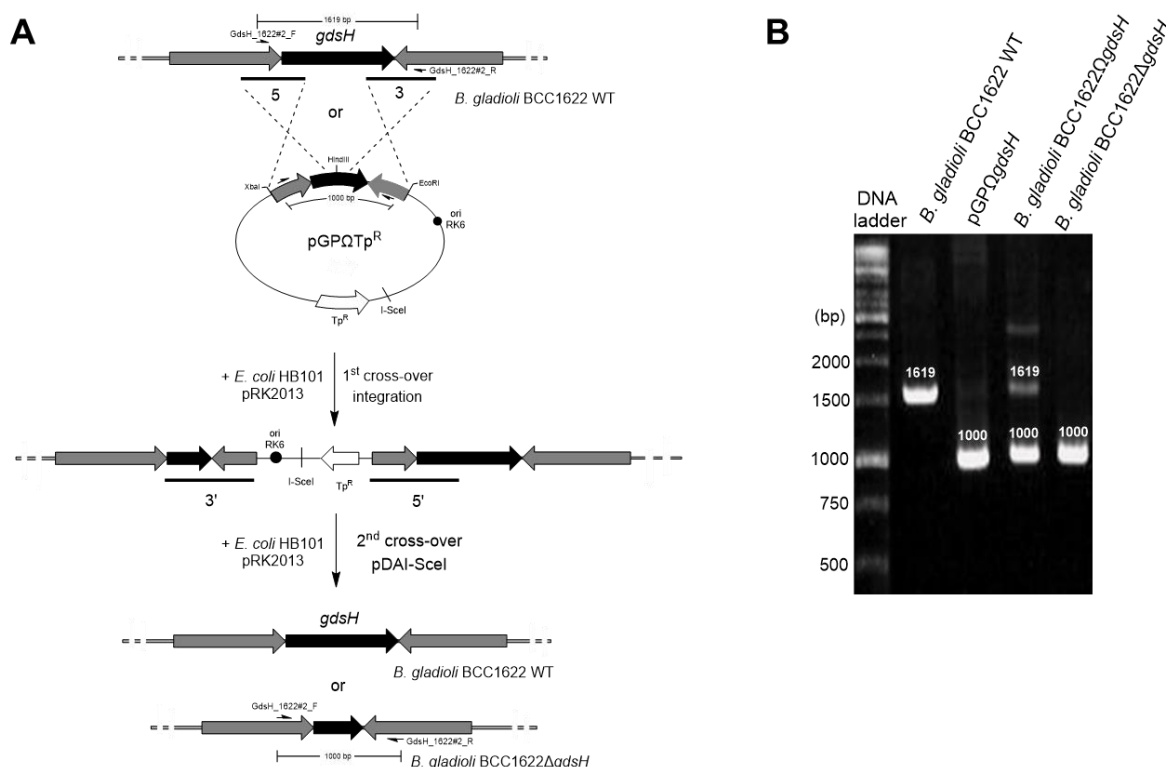 A
1619 bp
GdsH_1622#2_F
gdsH
GdsH_1622#2_R
5
3
B. gladioli BCC1622 WT
or
HindIII
XbaI
EcoRI
1000 bp
ori
RK6
pGPΩTpR
I-SceI
TpR
+ E. coli HB101
pRK2013
1st cross-over
integration
ori
RK6
I-SceI
TpR
3'
5'
+ E. coli HB101
pRK2013
2nd cross-over
pDAI-SceI
gdsH
B. gladioli BCC1622 WT
or
GdsH_1622#2_F
GdsH_1622#2_R
1000 bp
B. gladioli BCC1622ΔgdsH
B
DNA
ladder
B. gladioli BCC1622 WT
pGPΩgdsH
B. gladioli BCC1622ΩgdsH
B. gladioli BCC1622ΔgdsH
(bp)
2000
1500
1000
750
500
1619
1000
1619
1000
1000